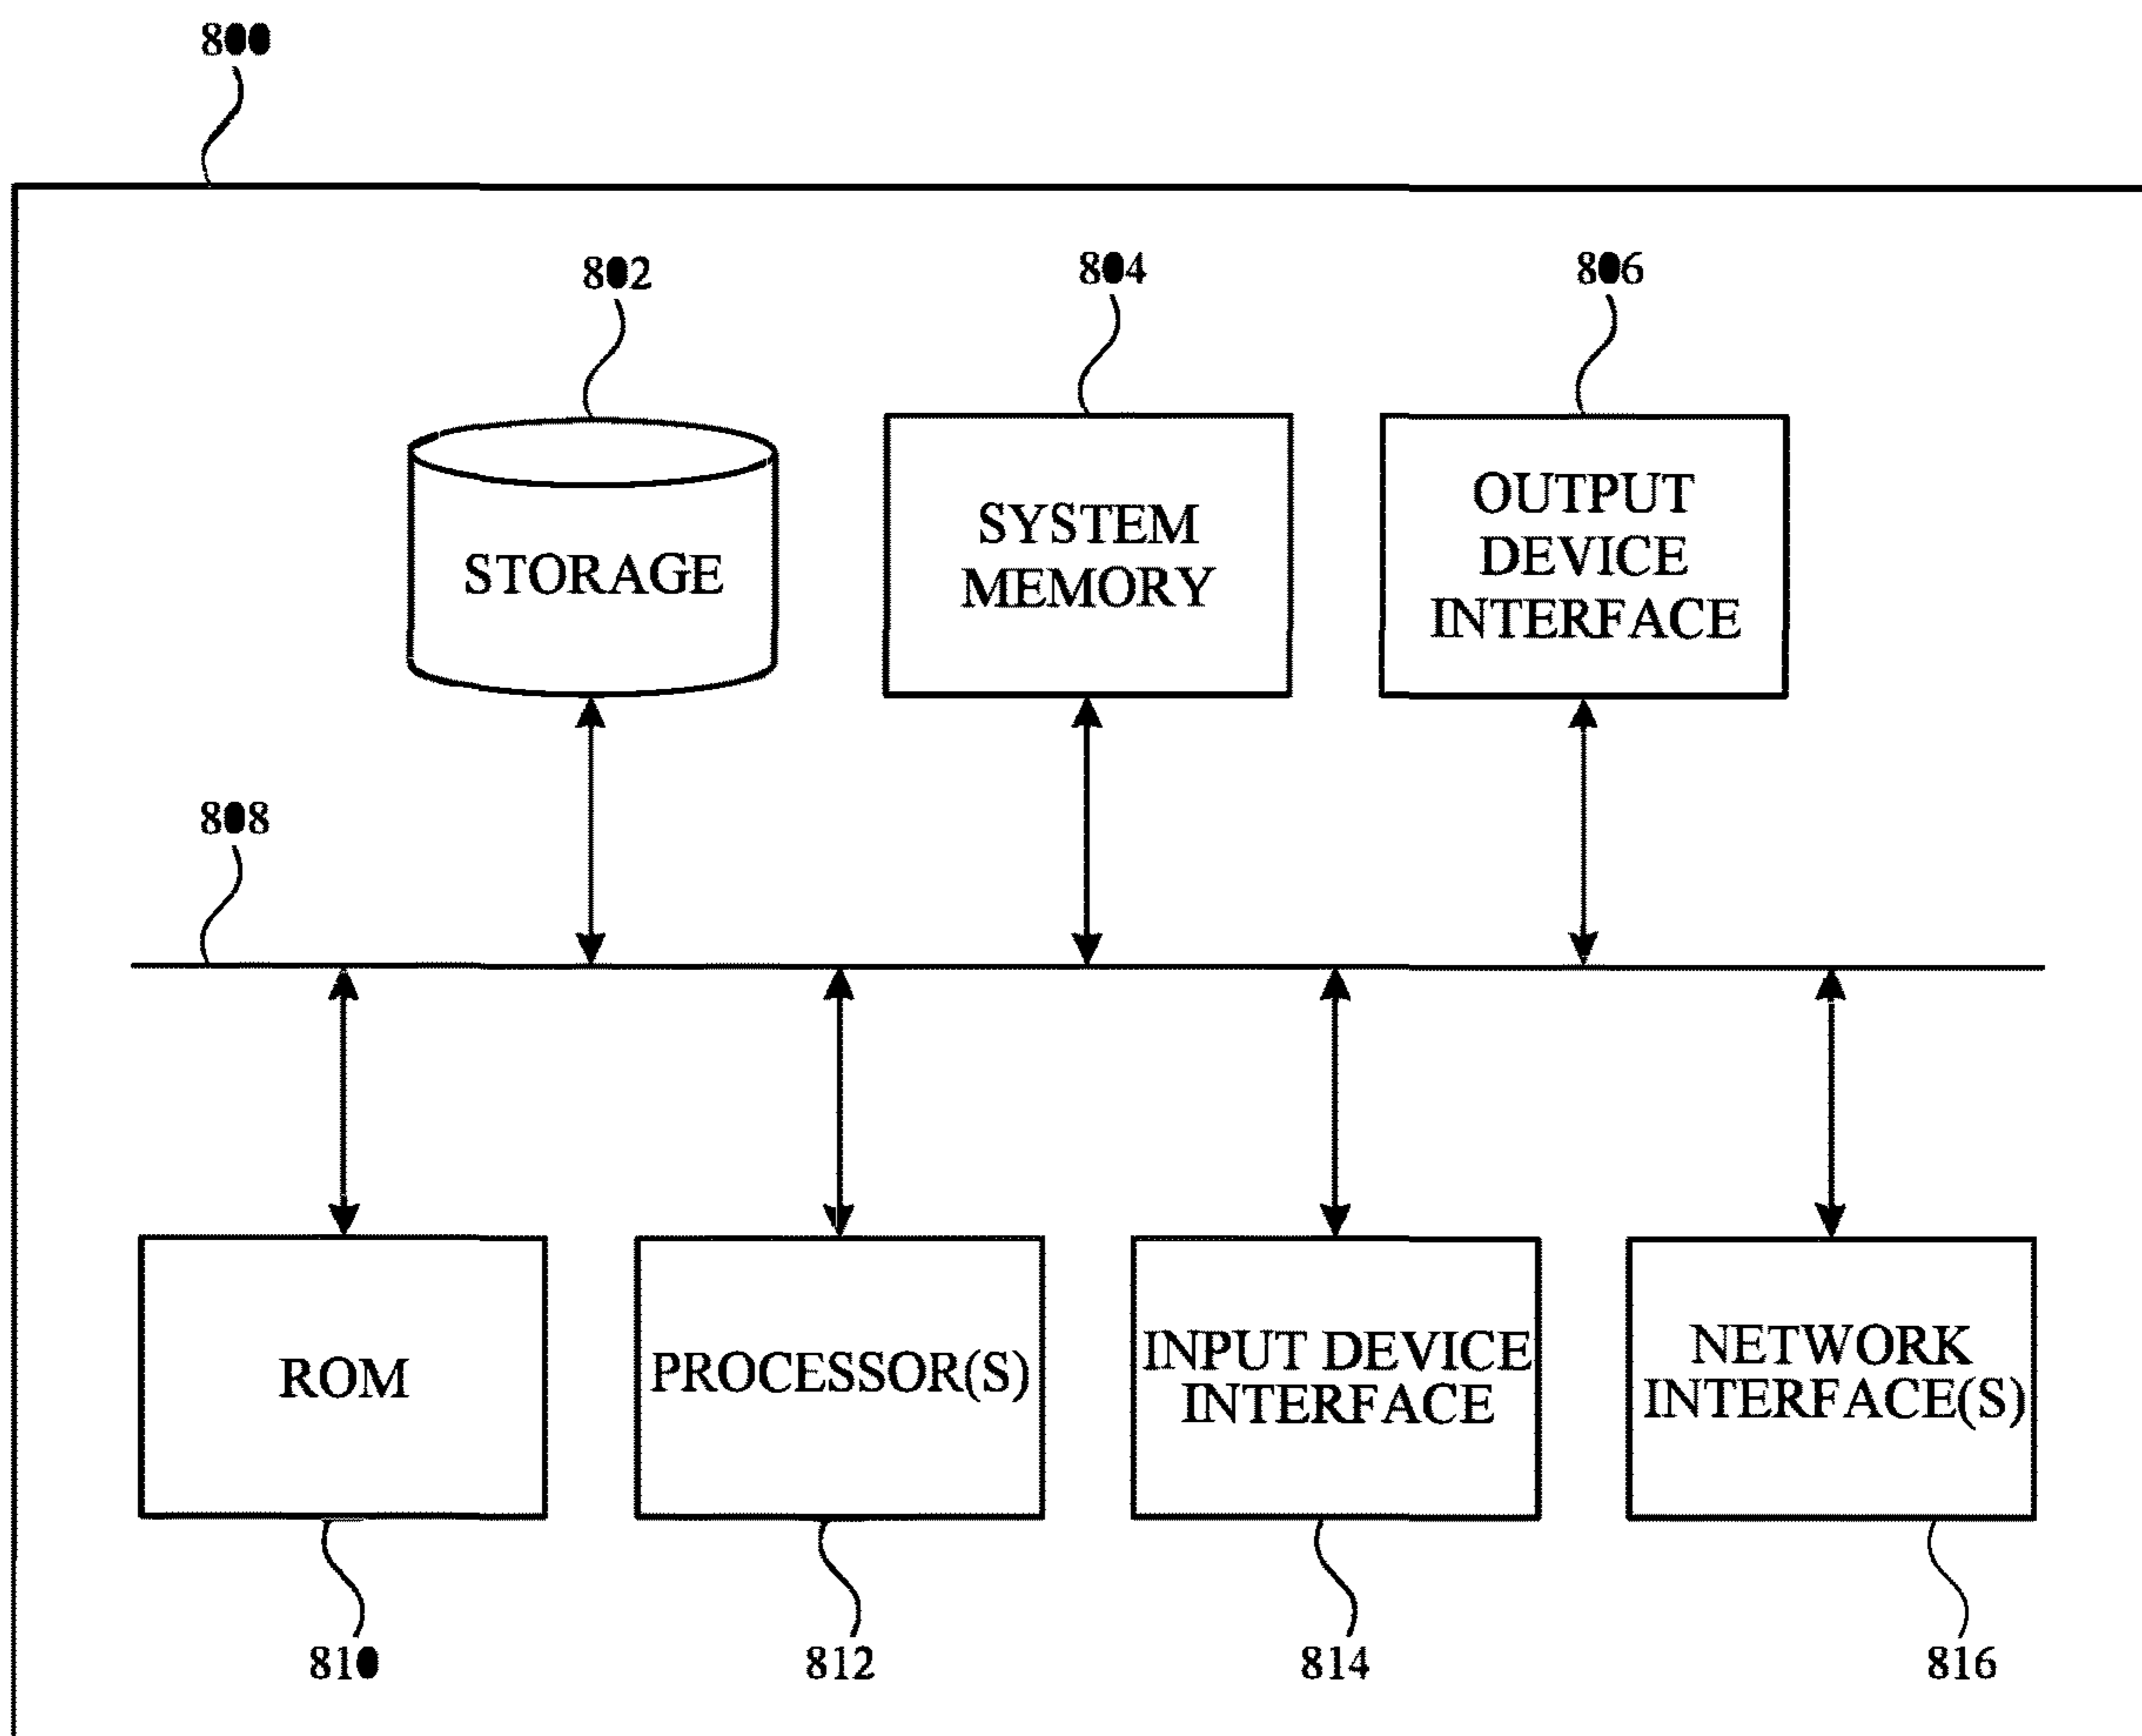 800
802
804
806
STORAGE
SYSTEM
MEMORY
OUTPUT
DEVICE
INTERFACE
808
ROM
PROCESSOR(S)
INPUT DEVICE
INTERFACE
NETWORK
INTERFACE(S)
810
812
814
816